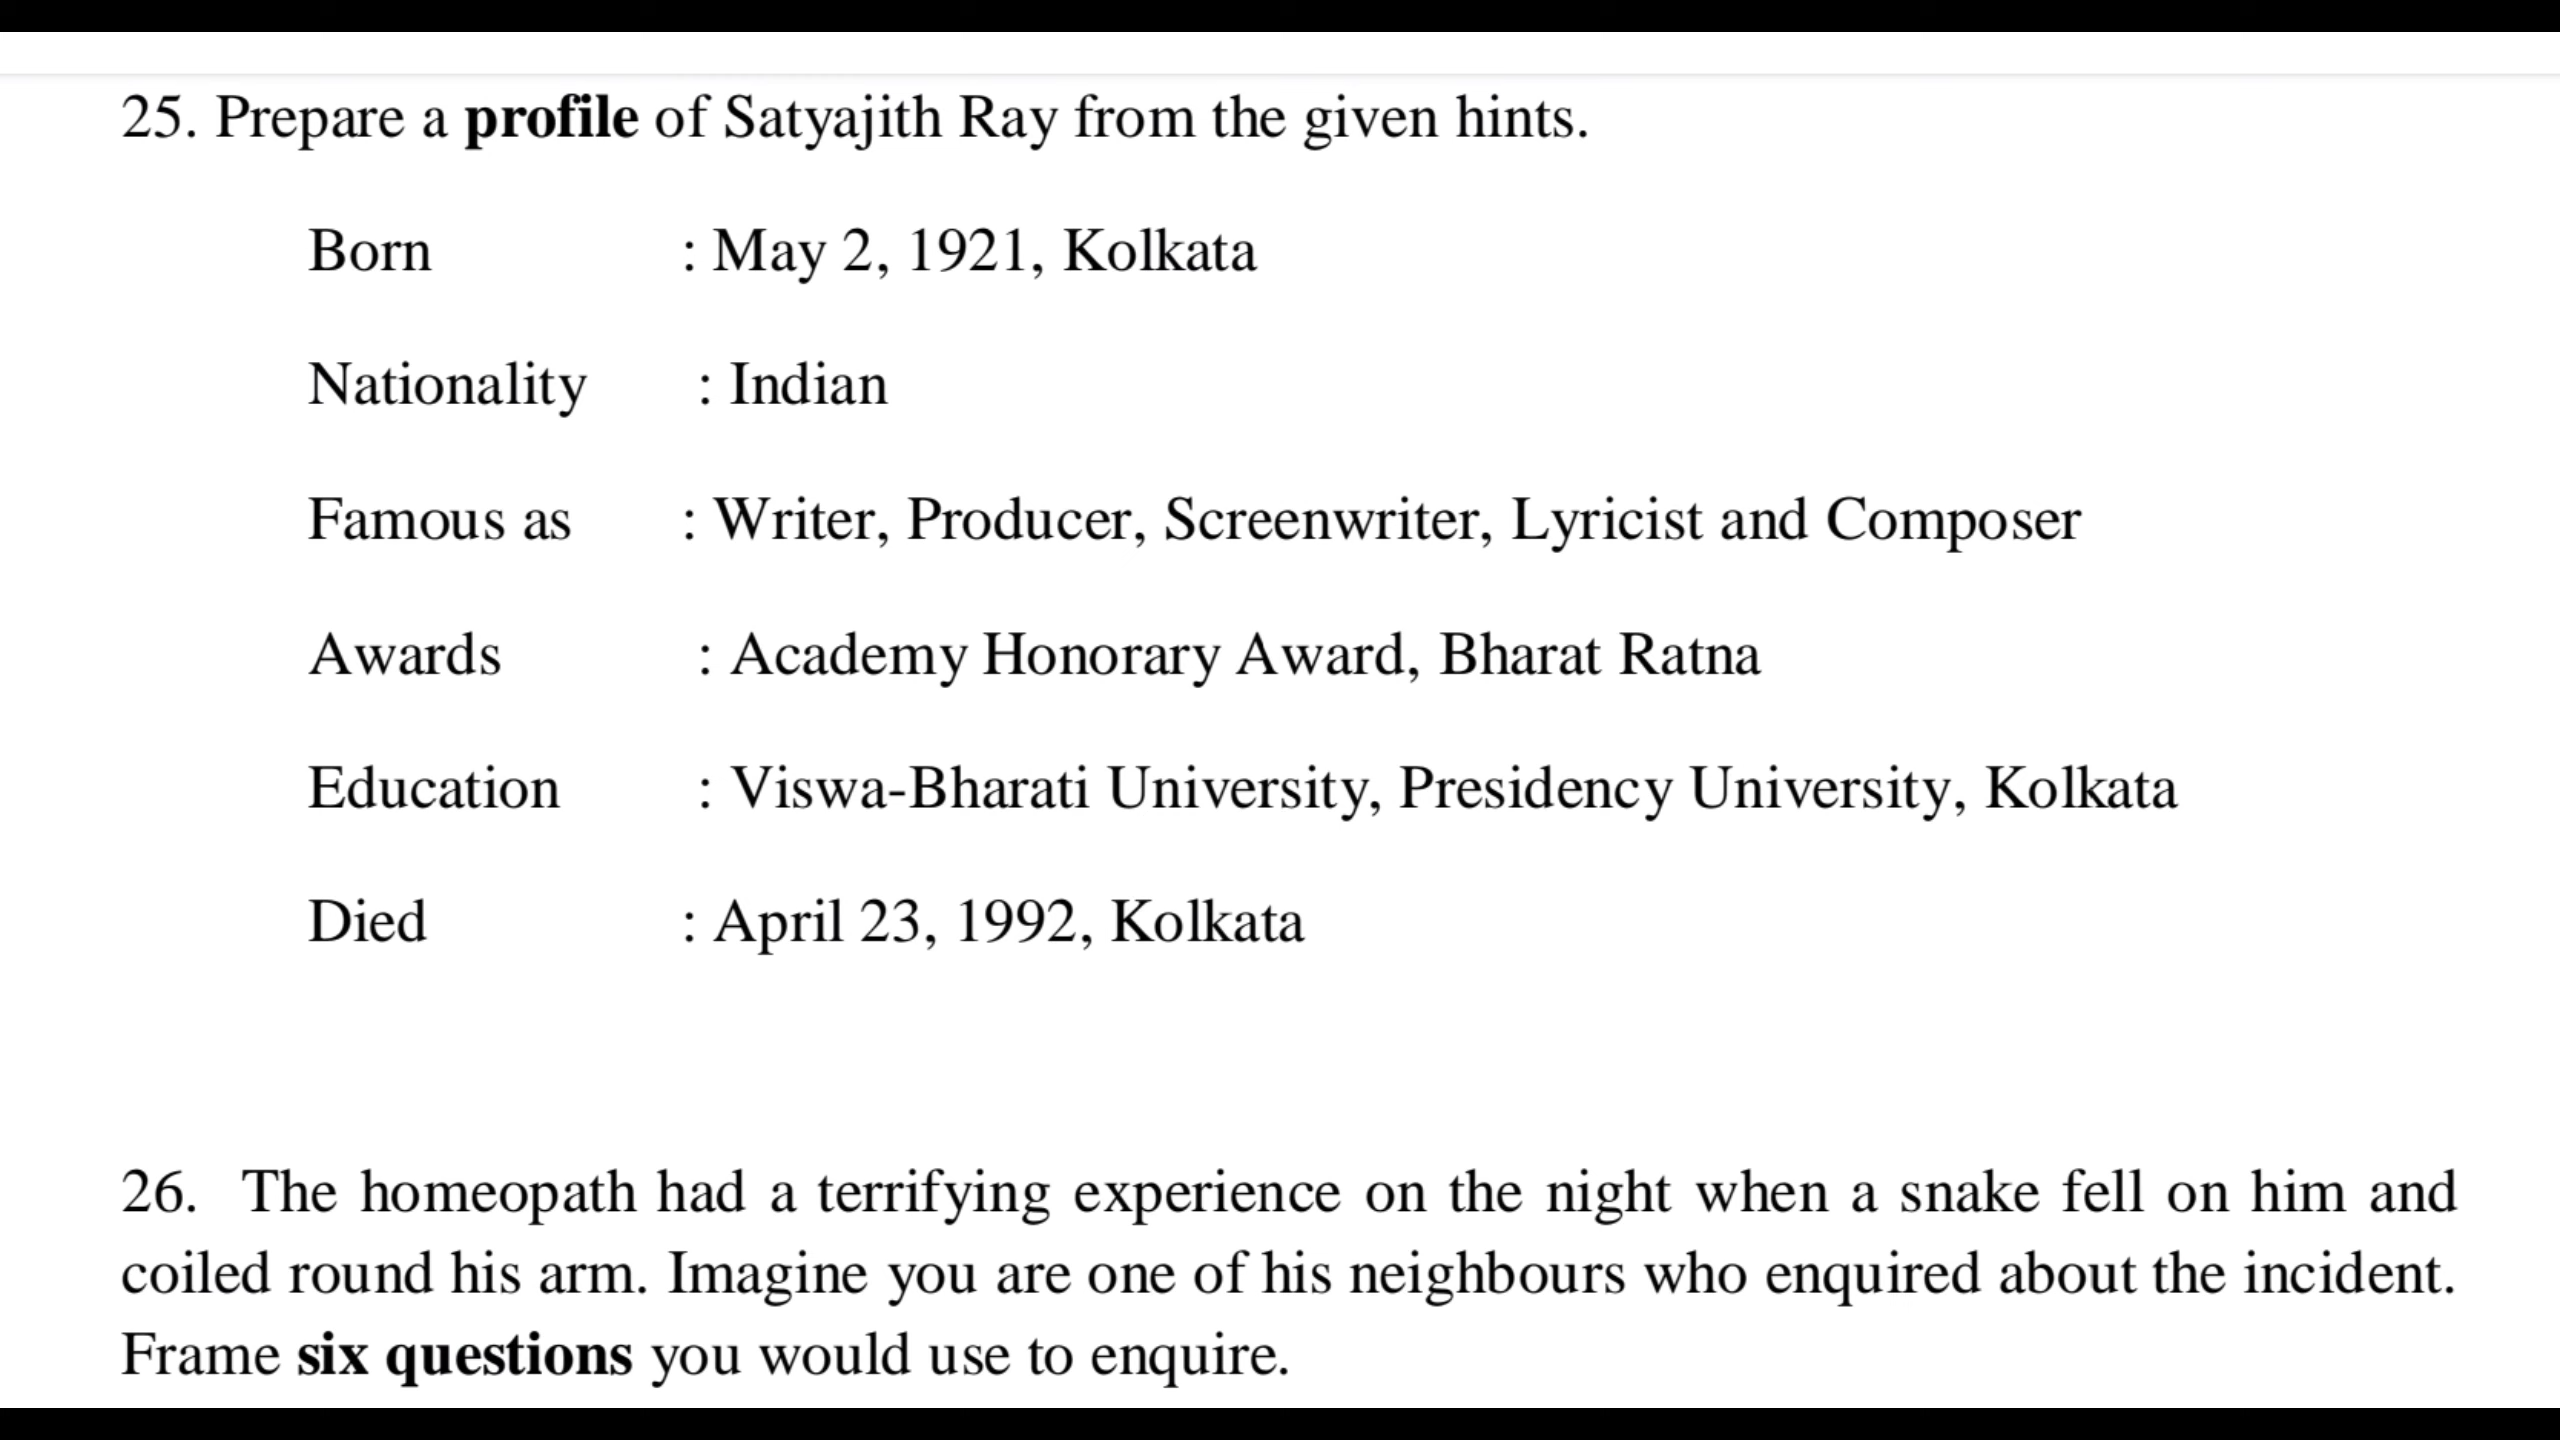 25. Prepare a profile of Satyajith Ray from the given hints.
Born : May 2, 1921, Kolkata
Nationality : Indian
Famous as : Writer, Producer, Screenwriter, Lyricist and Composer
Awards : Academy Honorary Award, Bharat Ratna
Education : Viswa-Bharati University, Presidency University, Kolkata
Died : April 23, 1992, Kolkata
26. The homeopath had a terrifying experience on the night when a snake fell on him and
coiled round his arm. Imagine you are one of his neighbours who enquired about the incident.
Frame six questions you would use to enquire.